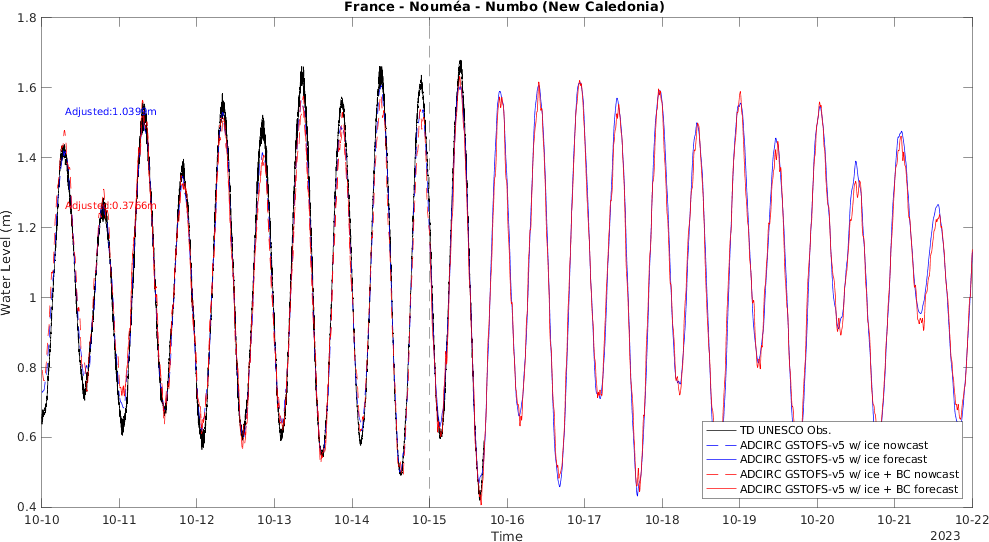 France - Nouméa - Numbo (New Caledonia)
Water Level (m)
1.8
1.6
1.4
1.2
1
0.8
0.6
0.4
Adjusted:0.3766m
TD UNESCO Obs.
ADCIRC GSTOFS-v5 w/ ice nowcast
ADCIRC GSTOFS-v5 w/ ice forecast
ADCIRC GSTOFS-v5 w/ ice + BC nowcast
ADCIRC GSTOFS-v5 w/ ice + BC forecast
10-10 10-11 10-12 10-13 10-14 10-15 10-16 10-17 10-18 10-19 10-20 10-21 10-22
Time
2023